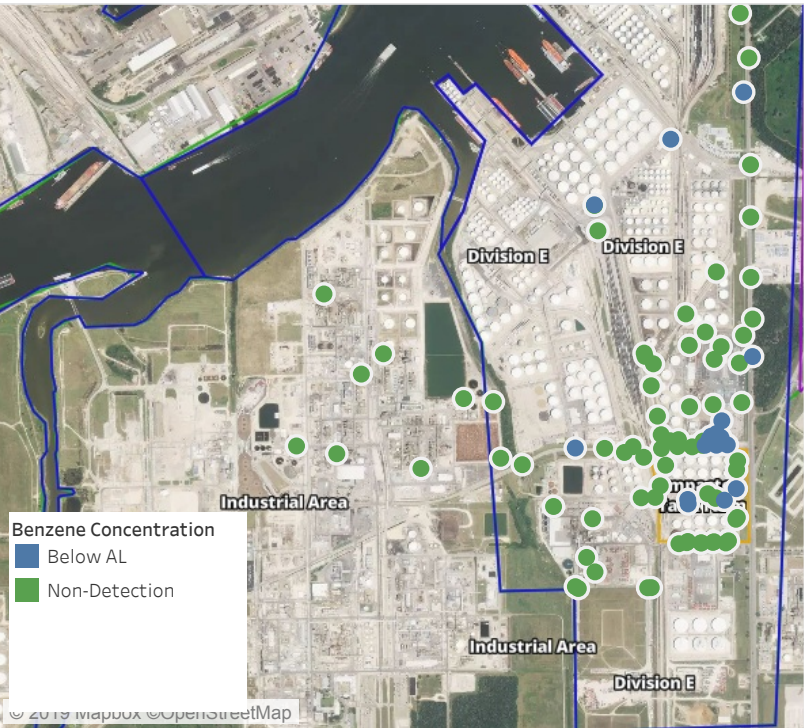 Division E
Division E
Industrial Area
Benzene Concentration
Below AL
Non-Detection
Industrial Area
Division E
© 2019 Mapbox ©OpenStreetMap